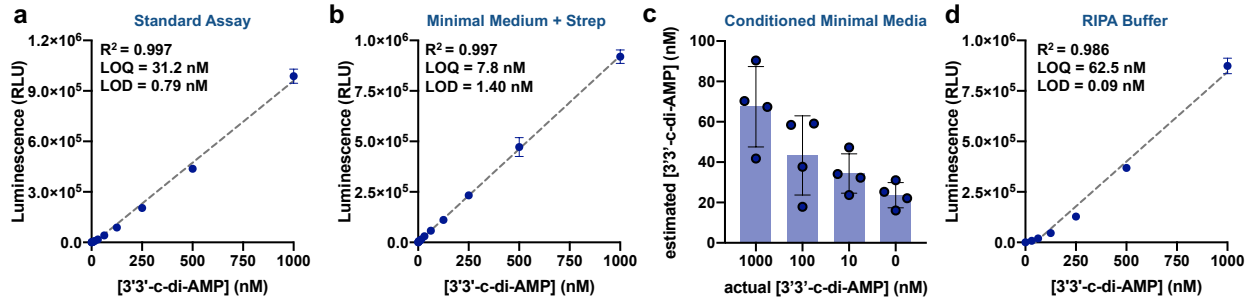 a
Standard Assay
Luminescence (RLU)
1.2×10⁶
9.0×10⁵
6.0×10⁵
3.0×10⁵
0.0
R² = 0.997
LOQ = 31.2 nM
LOD = 0.79 nM
0 250 500 750 1000
[3'3'-c-di-AMP] (nM)
b
Minimal Medium + Strep
Luminescence (RLU)
1.0×10⁶
7.5×10⁵
5.0×10⁵
2.5×10⁵
0.0
R² = 0.997
LOQ = 7.8 nM
LOD = 1.40 nM
0 250 500 750 1000
[3'3'-c-di-AMP] (nM)
c
Conditioned Minimal Media
estimated [3'3'-c-di-AMP]
(nM)
100
80
60
40
20
0
1000 100 10 0
actual [3'3'-c-di-AMP] (nM)
d
RIPA Buffer
Luminescence (RLU)
1.0×10⁶
7.5×10⁵
5.0×10⁵
2.5×10⁵
0.0
R² = 0.986
LOQ = 62.5 nM
LOD = 0.09 nM
0 250 500 750 1000
[3'3'-c-di-AMP] (nM)